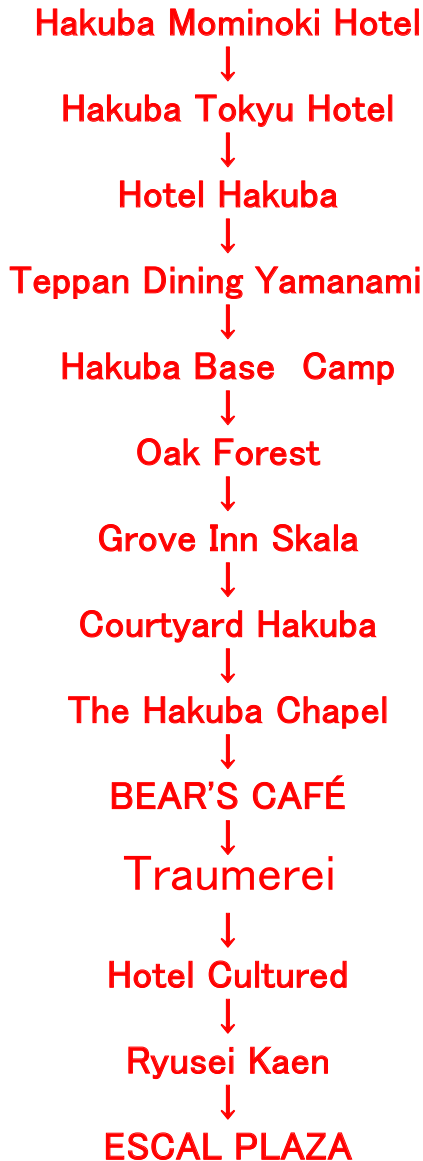 Hakuba Mominoki Hotel
↓
Hakuba Tokyu Hotel
↓
Hotel Hakuba
↓
Teppan Dining Yamanami
↓
Hakuba Base  Camp
↓
Oak Forest
↓
Grove Inn Skala
↓
Courtyard Hakuba
↓
The Hakuba Chapel
↓
BEAR'S CAFÉ
↓
Traumerei
↓
Hotel Cultured
↓
Ryusei Kaen
↓
ESCAL PLAZA